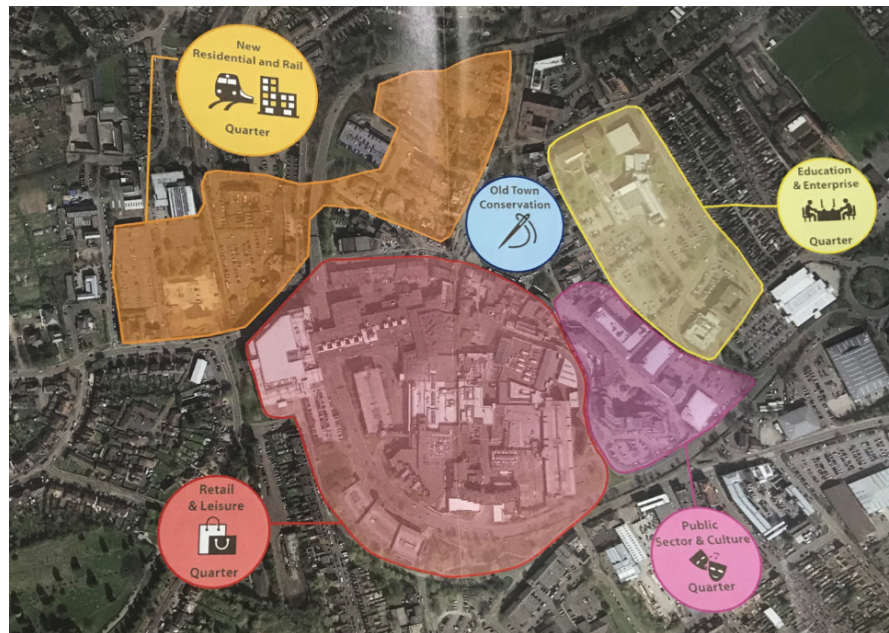 New
Residential and Rail
Quarter
Old Town
Conservation
Education
& Enterprise
Quarter
Retail
& Leisure
Quarter
Public
Sector & Culture
Quarter